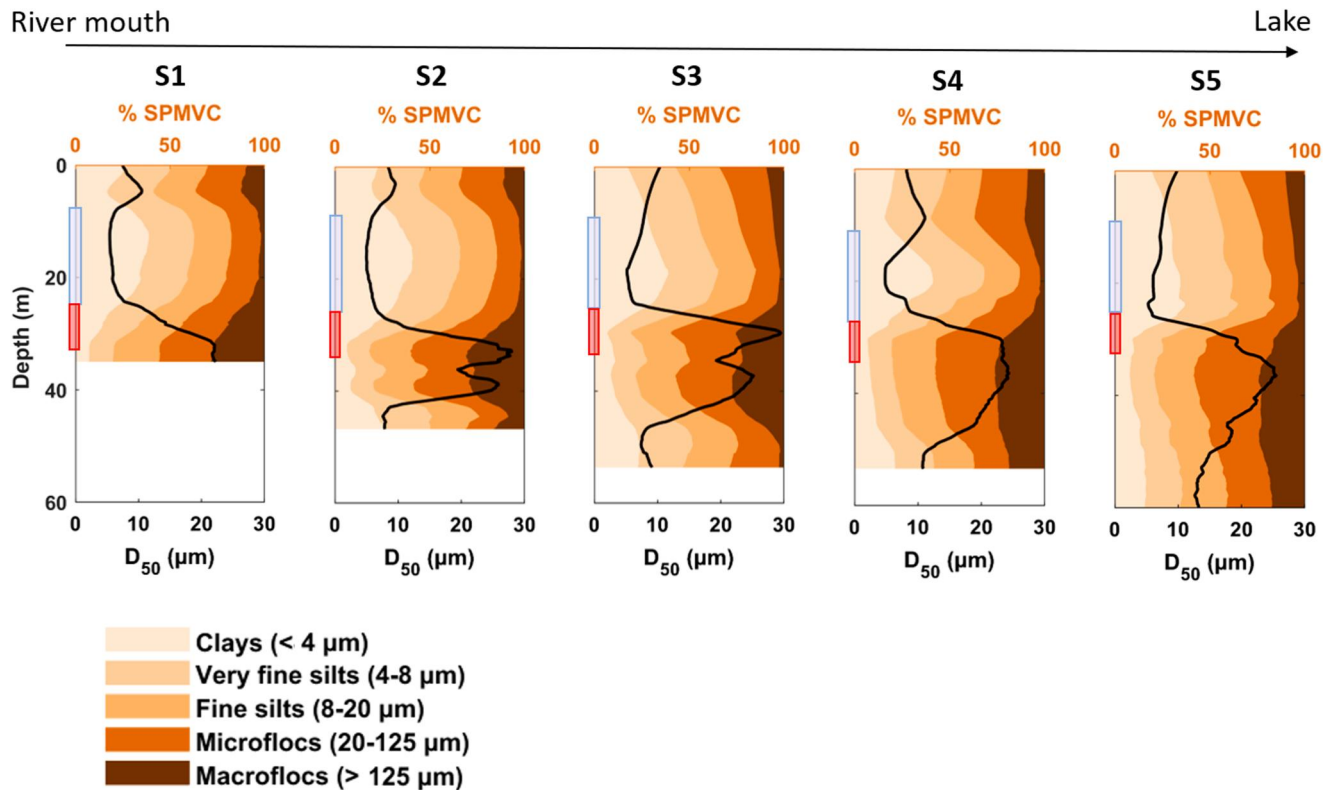 River mouth Lake
S1 S2 S3 S4 S5
% SPMVC % SPMVC % SPMVC % SPMVC % SPMVC
0 50 100 0 50 100 0 50 100 0 50 100 0 50 100
0
20
40
60
Depth (m)
0 10 20 30 0 10 20 30 0 10 20 30 0 10 20 30 0 10 20 30
D50 (µm) D50 (µm) D50 (µm) D50 (µm) D50 (µm)
Clays (< 4 µm)
Very fine silts (4-8 µm)
Fine silts (8-20 µm)
Microflocs (20-125 µm)
Macroflocs (> 125 µm)